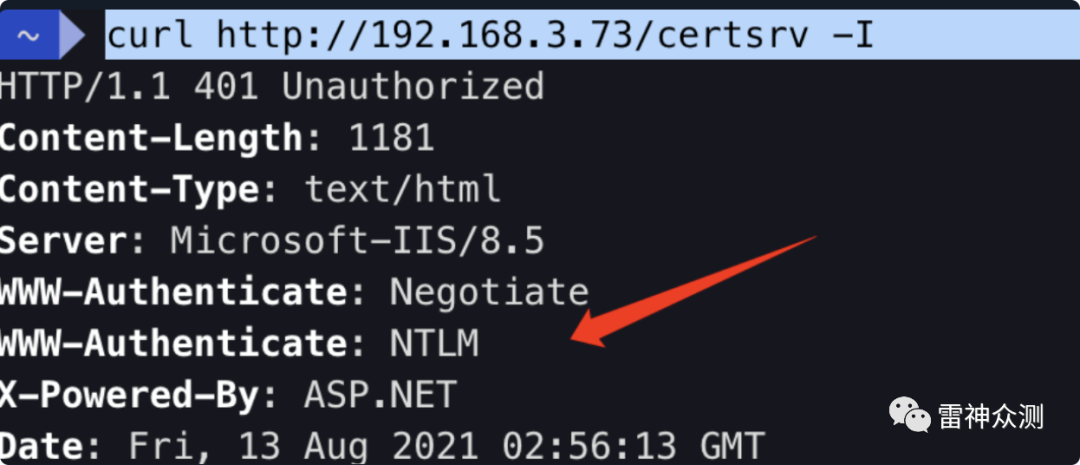 ~ curl http://192.168.3.73/certsrv -I
HTTP/1.1 401 Unauthorized
Content-Length: 1181
Content-Type: text/html
Server: Microsoft-IIS/8.5
WWW-Authenticate: Negotiate
WWW-Authenticate: NTLM
X-Powered-By: ASP.NET
Date: Fri, 13 Aug 2021 02:56:13 GMT
雷神众测